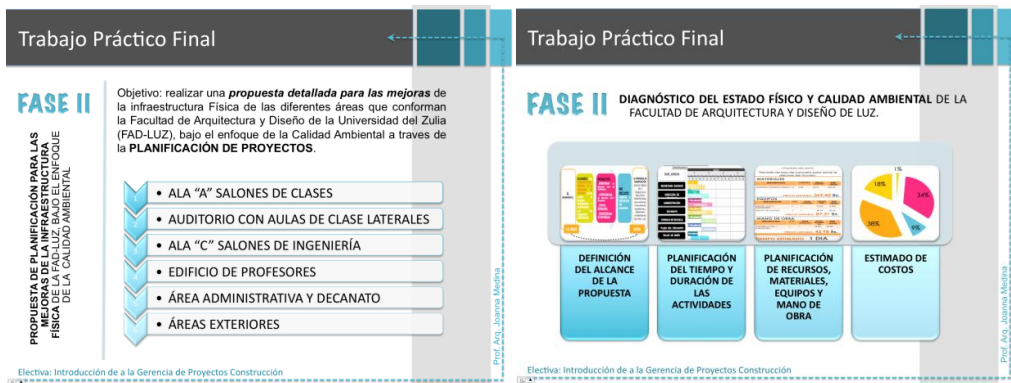 Trabajo Práctico Final
FASE II
PROPUESTA DE PLANIFICACIÓN PARA LAS
MEJORAS DE LA INFRAESTRUCTURA
FÍSICA DE LA FAD-LUZ, BAJO EL ENFOQUE
DE LA CALIDAD AMBIENTAL
Objetivo: realizar una propuesta detallada para las mejoras de
la infraestructura Física de las diferentes áreas que conforman
la Facultad de Arquitectura y Diseño de la Universidad del Zulia
(FAD-LUZ), bajo el enfoque de la Calidad Ambiental a traves de
la PLANIFICACIÓN DE PROYECTOS.
• ALA “A” SALONES DE CLASES
• AUDITORIO CON AULAS DE CLASE LATERALES
• ALA “C” SALONES DE INGENIERÍA
• EDIFICIO DE PROFESORES
• ÁREA ADMINISTRATIVA Y DECANATO
• ÁREAS EXTERIORES
Prof. Arq. Joanna Medina
Electiva: Introducción de a la Gerencia de Proyectos Construcción
Trabajo Práctico Final
FASE II
DIAGNÓSTICO DEL ESTADO FÍSICO Y CALIDAD AMBIENTAL DE LA
FACULTAD DE ARQUITECTURA Y DISEÑO DE LUZ.
1%
18%
34%
38%
9%
DEFINICIÓN
DEL ALCANCE
DE LA
PROPUESTA
PLANIFICACIÓN
DEL TIEMPO Y
DURACIÓN DE
LAS
ACTIVIDADES
PLANIFICACIÓN
DE RECURSOS,
MATERIALES,
EQUIPOS Y
MANO DE
OBRA
ESTIMADO DE
COSTOS
Prof. Arq. Joanna Medina
Electiva: Introducción de a la Gerencia de Proyectos Construcción